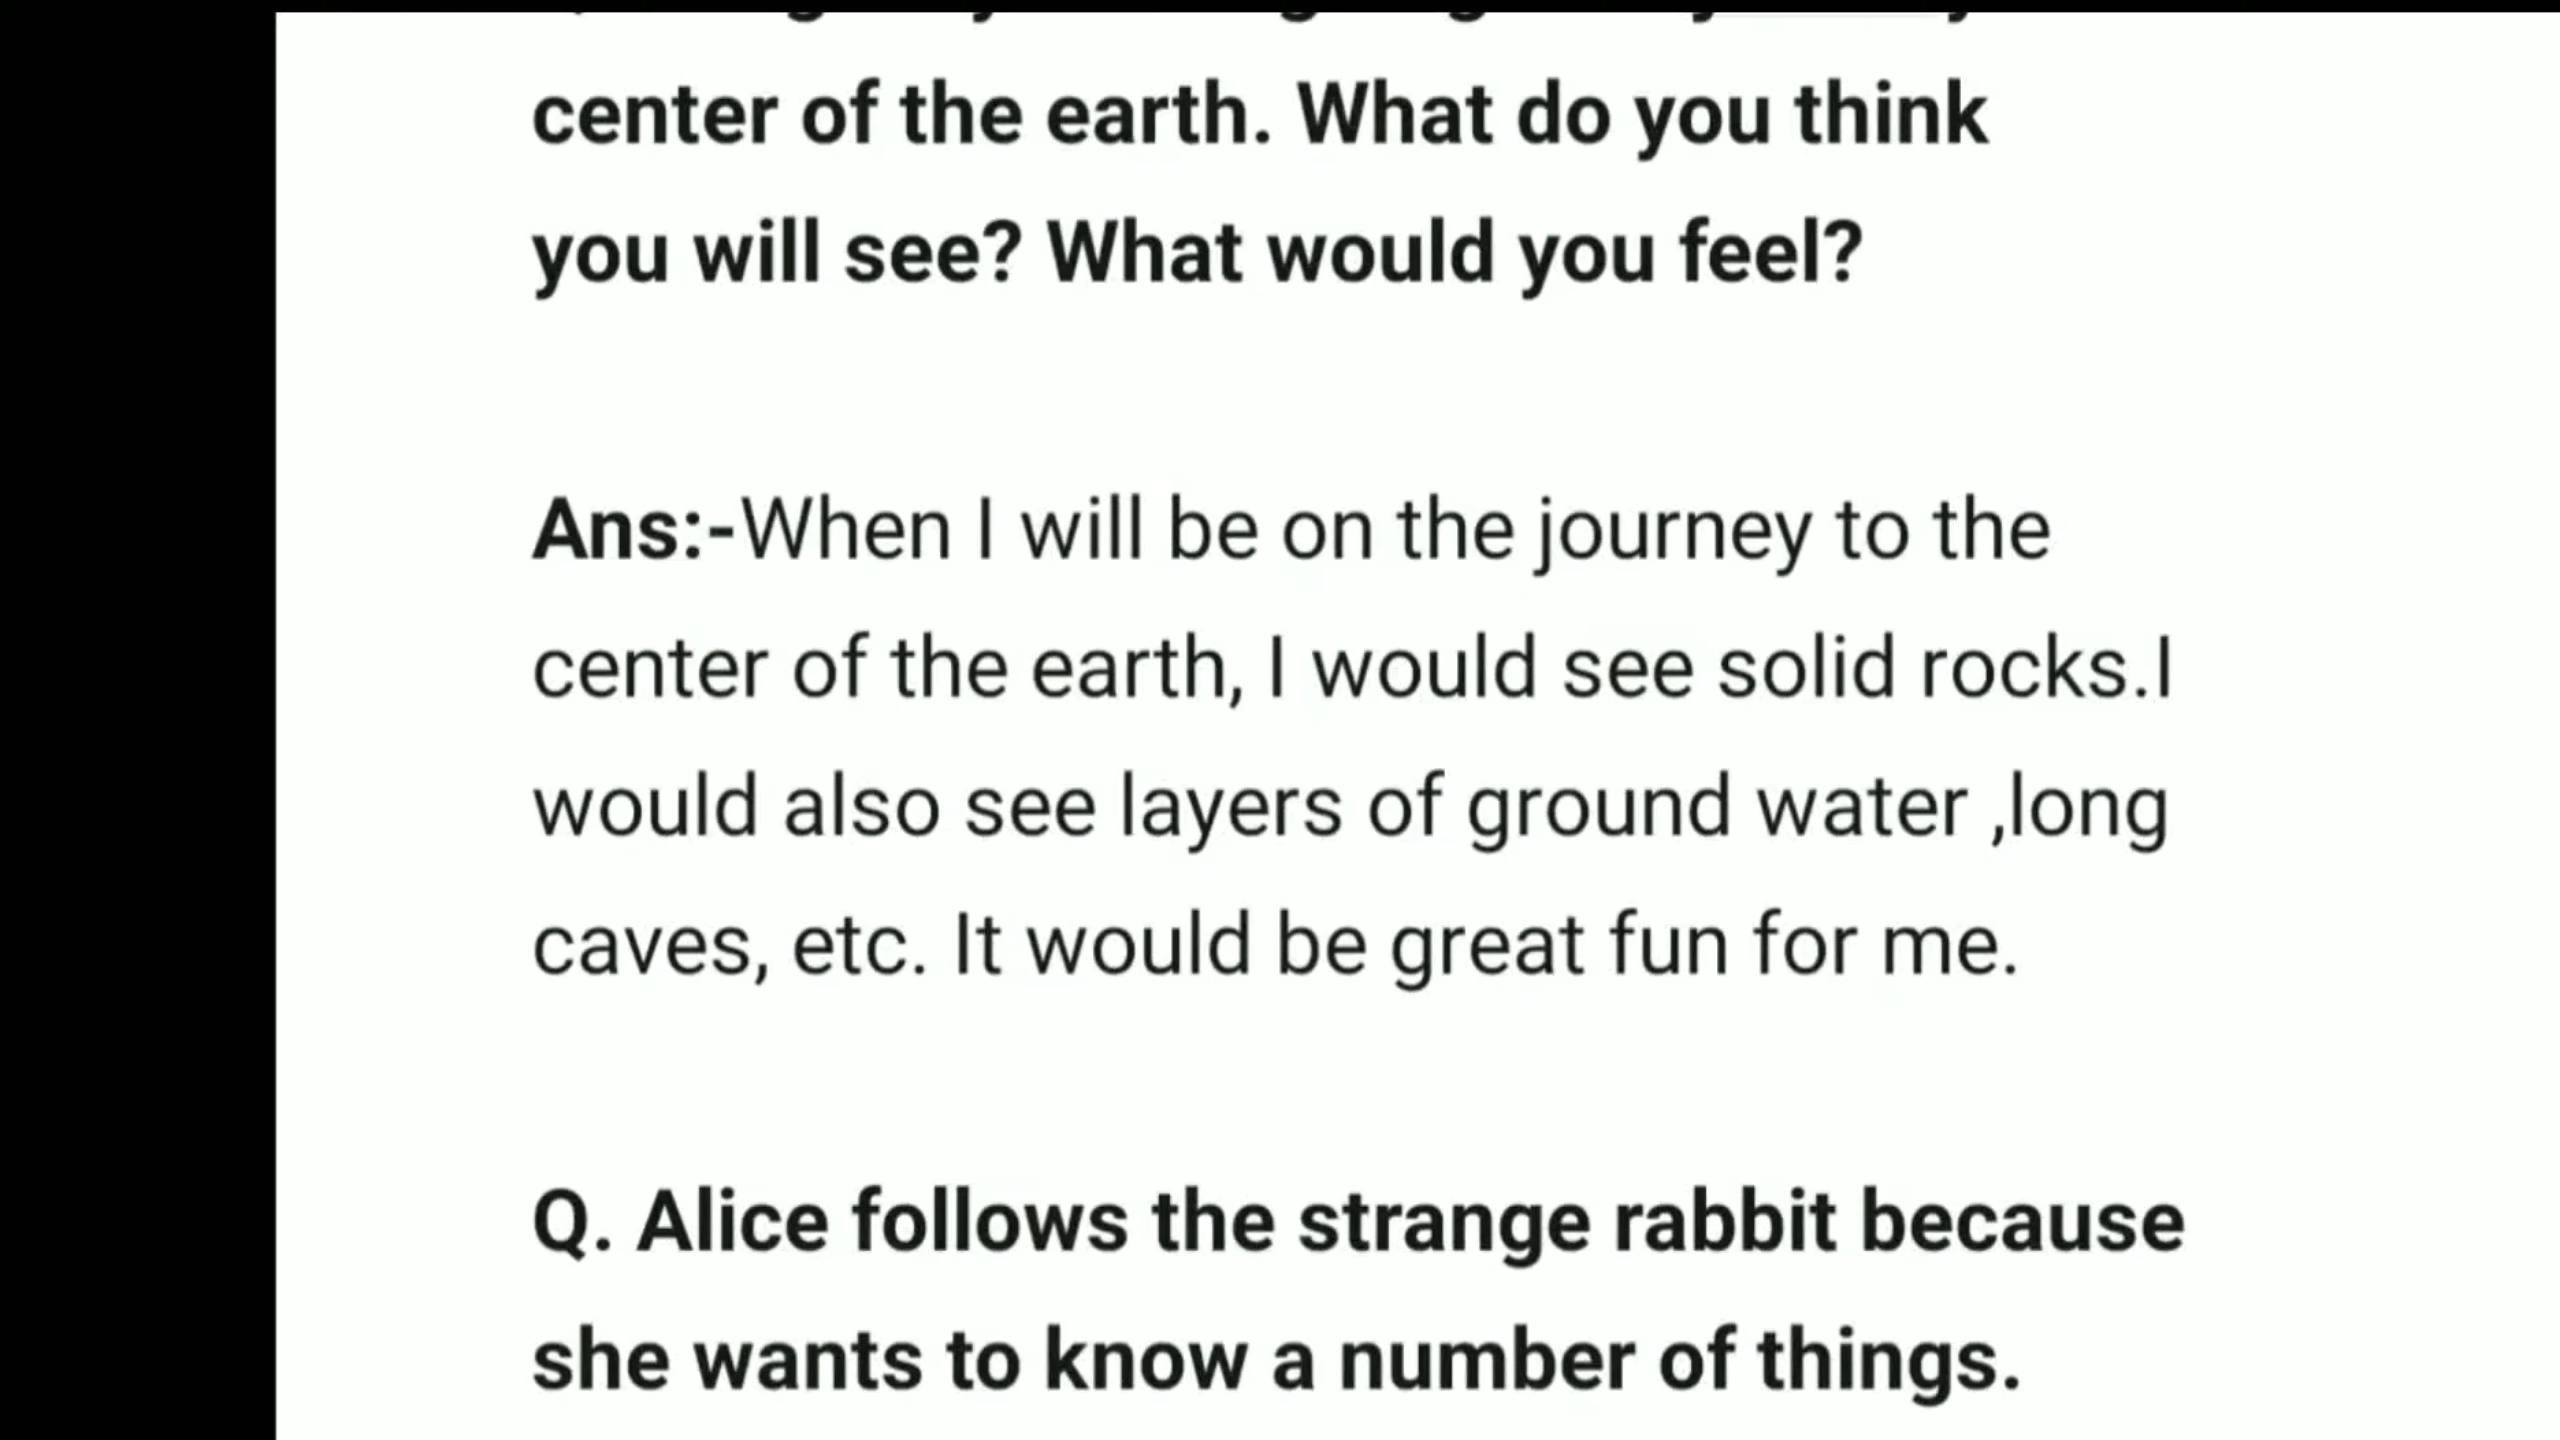 center of the earth. What do you think
you will see? What would you feel?
Ans:-When I will be on the journey to the
center of the earth, I would see solid rocks.I
would also see layers of ground water ,long
caves, etc. It would be great fun for me.
Q. Alice follows the strange rabbit because
she wants to know a number of things.